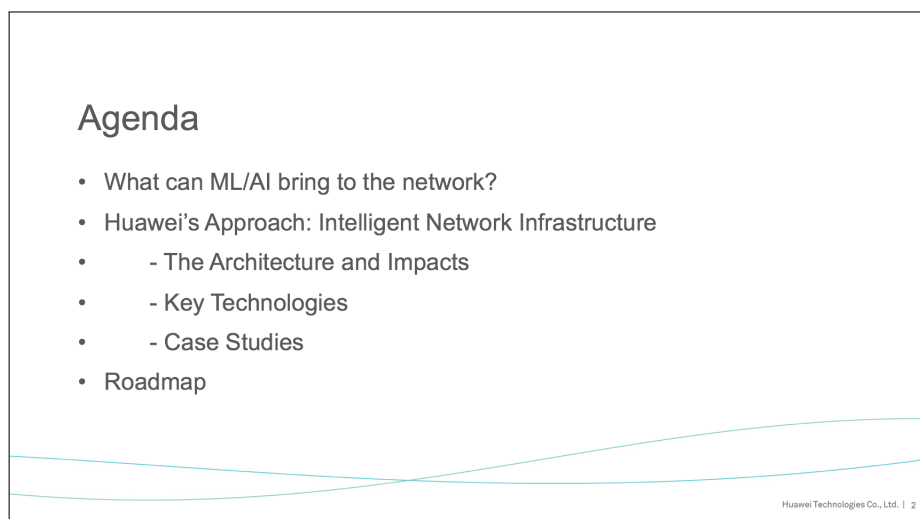 Agenda
• What can ML/AI bring to the network?
• Huawei’s Approach: Intelligent Network Infrastructure
• - The Architecture and Impacts
• - Key Technologies
• - Case Studies
• Roadmap
Huawei Technologies Co., Ltd. | 2